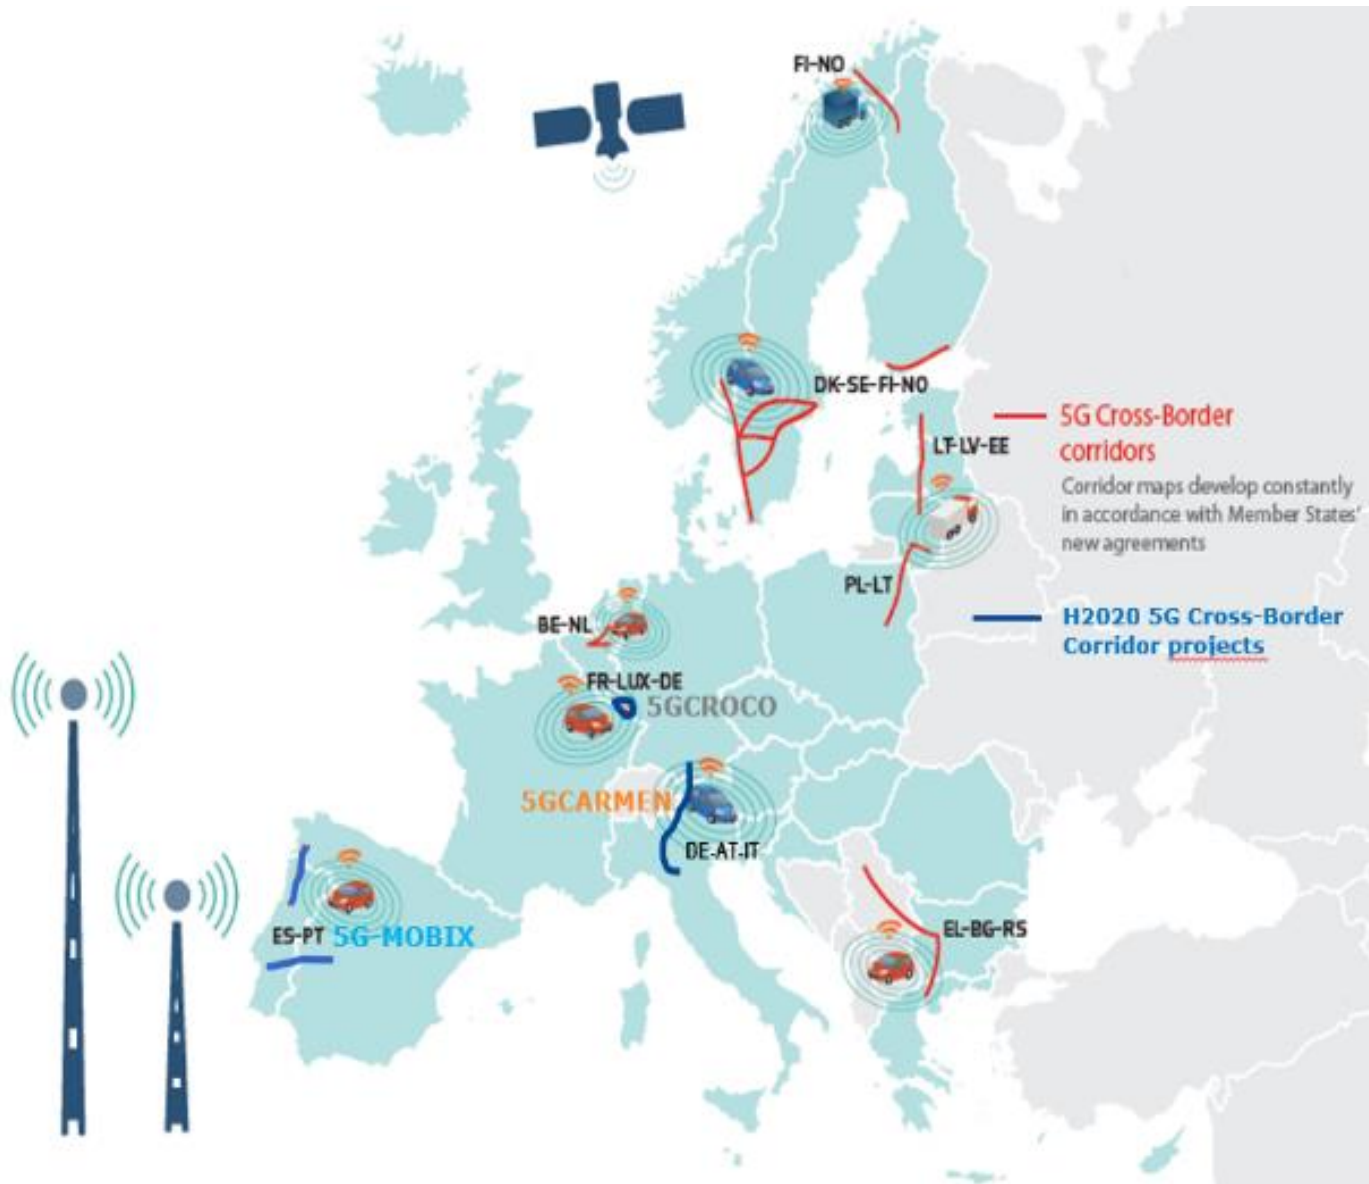 FI-NO
DK-SE-FI-NO
5G Cross-Border
corridors
LT-LV-EE
Corridor maps develop constantly
in accordance with Member States'
new agreements
PL-LT
H2020 5G Cross-Border
Corridor projects
BE-NL
FR-LUX-DE
5GCROCO
5GCARMEN
DE-AT-IT
ES-PT 5G-MOBIX
EL-BG-RS